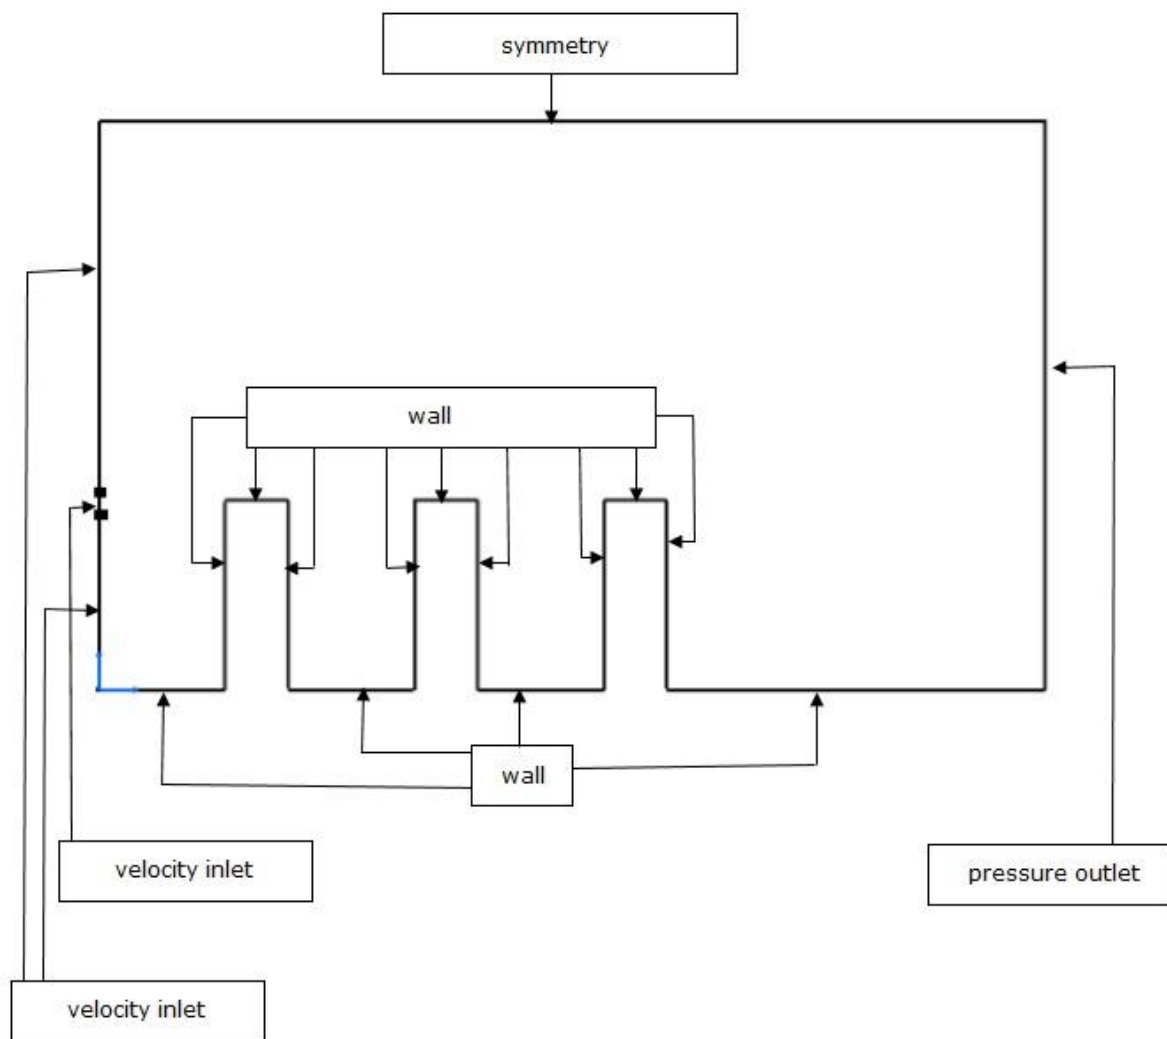 symmetry
wall
wall
velocity inlet
pressure outlet
velocity inlet